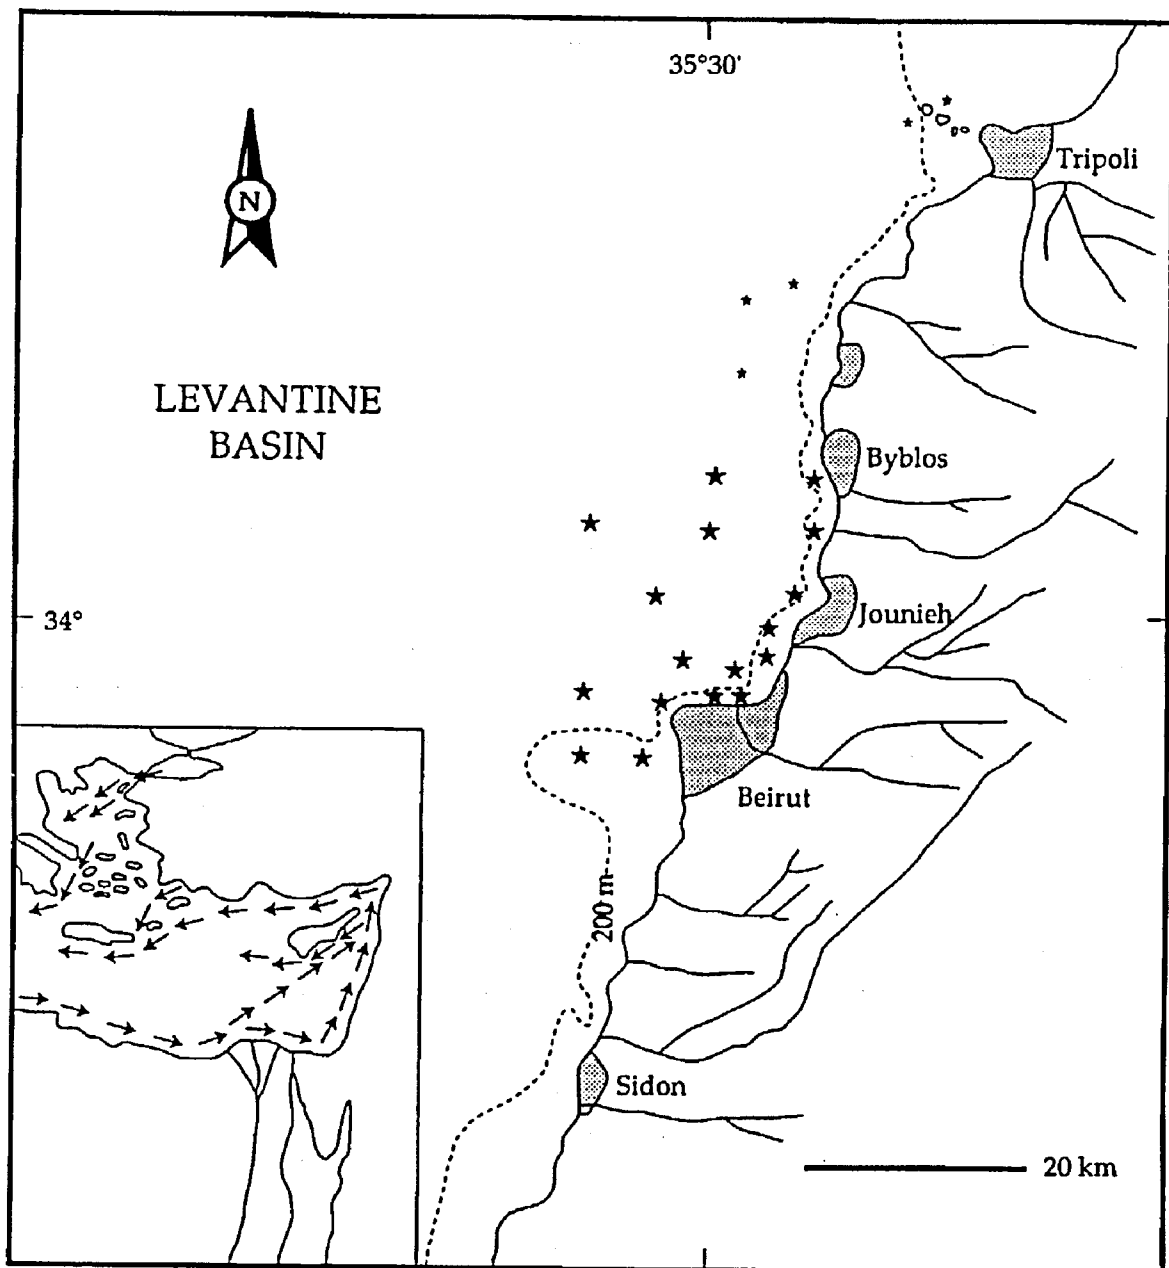 35°30'
Tripoli
N
LEVANTINE
BASIN
Byblos
34°
Jounieh
Beirut
200 m
Sidon
20 km